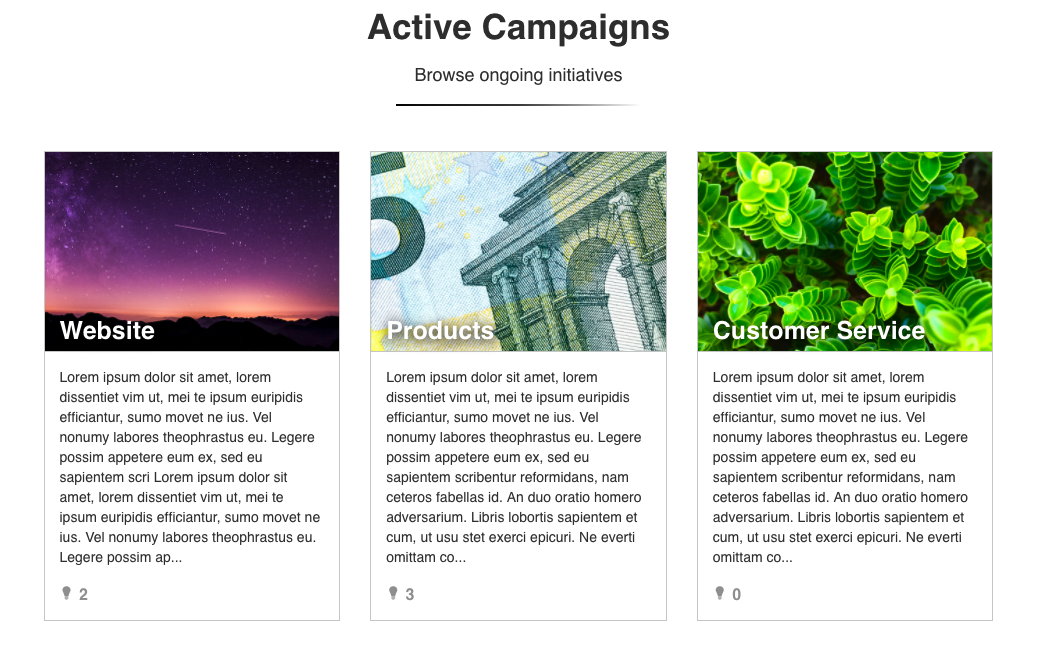 Active Campaigns
Browse ongoing initiatives
Website
Lorem ipsum dolor sit amet, lorem
dissentiet vim ut, mei te ipsum euripidis
efficiantur, sumo movet ne ius. Vel
nonumy labores theophrastus eu. Legere
possim appetere eum ex, sed eu
sapientem scri Lorem ipsum dolor sit
amet, lorem dissentiet vim ut, mei te
ipsum euripidis efficiantur, sumo movet ne
ius. Vel nonumy labores theophrastus eu.
Legere possim ap...
2
Products
Lorem ipsum dolor sit amet, lorem
dissentiet vim ut, mei te ipsum euripidis
efficiantur, sumo movet ne ius. Vel
nonumy labores theophrastus eu. Legere
possim appetere eum ex, sed eu
sapientem scribentur reformidans, nam
ceteros fabellas id. An duo oratio homero
adversarium. Libris lobortis sapientem et
cum, ut usu stet exerci epicuri. Ne everti
omittam co...
3
Customer Service
Lorem ipsum dolor sit amet, lorem
dissentiet vim ut, mei te ipsum euripidis
efficiantur, sumo movet ne ius. Vel
nonumy labores theophrastus eu. Legere
possim appetere eum ex, sed eu
sapientem scribentur reformidans, nam
ceteros fabellas id. An duo oratio homero
adversarium. Libris lobortis sapientem et
cum, ut usu stet exerci epicuri. Ne everti
omittam co...
0